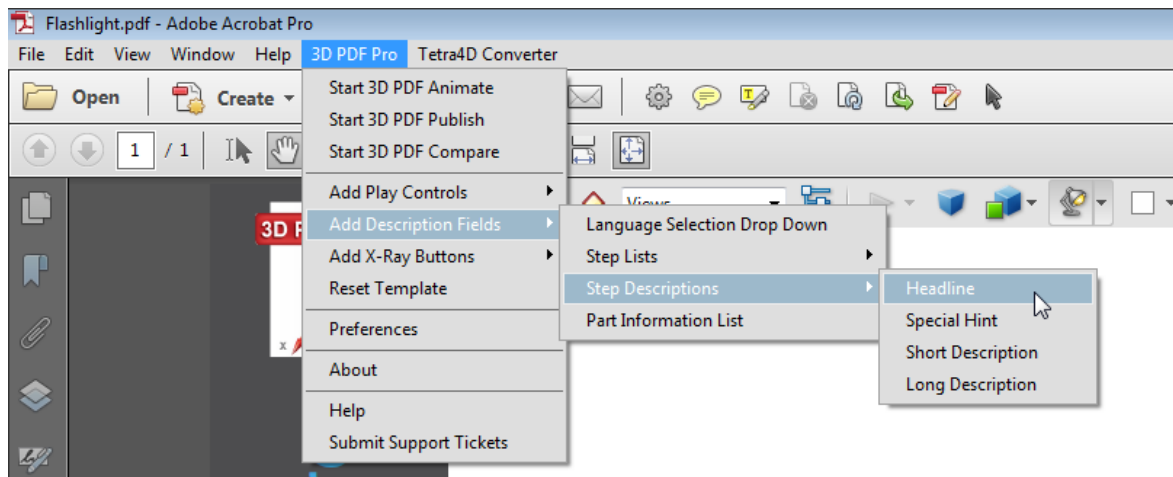 Flashlight.pdf - Adobe Acrobat Pro
File Edit View Window Help 3D PDF Pro Tetra4D Converter
Open Create
1 / 1
Start 3D PDF Animate
Start 3D PDF Publish
Start 3D PDF Compare
Add Play Controls
Add Description Fields
Add X-Ray Buttons
Reset Template
Preferences
About
Help
Submit Support Tickets
3D
x
Views
Language Selection Drop Down
Step Lists
Step Descriptions
Part Information List
Headline
Special Hint
Short Description
Long Description